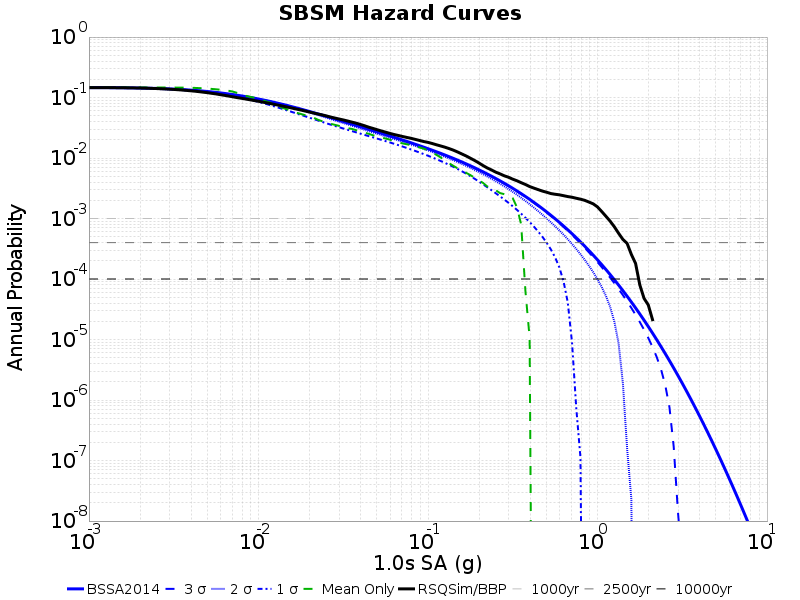 SBSM Hazard Curves
10^0
10^-1
10^-2
10^-3
10^-4
10^-5
10^-6
10^-7
10^-8
Annual Probability
10^-3 10^-2 10^-1 10^0 10^1
1.0s SA (g)
BSSA2014 3 σ 2 σ 1 σ Mean Only RSQSim/BBP 1000yr 2500yr 10000yr